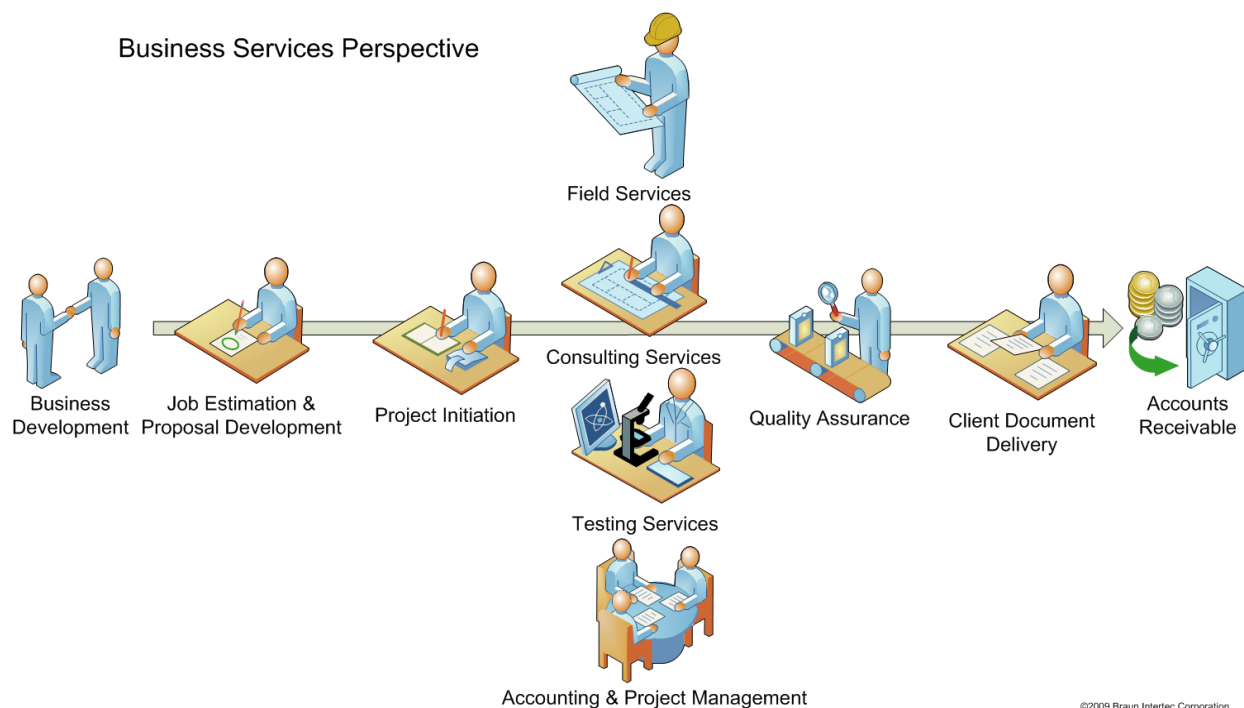 Business Services Perspective
Field Services
Business
Development
Job Estimation &
Proposal Development
Project Initiation
Consulting Services
Quality Assurance
Client Document
Delivery
Accounts
Receivable
Testing Services
Accounting & Project Management
©2009 Braun Intertec Corporation